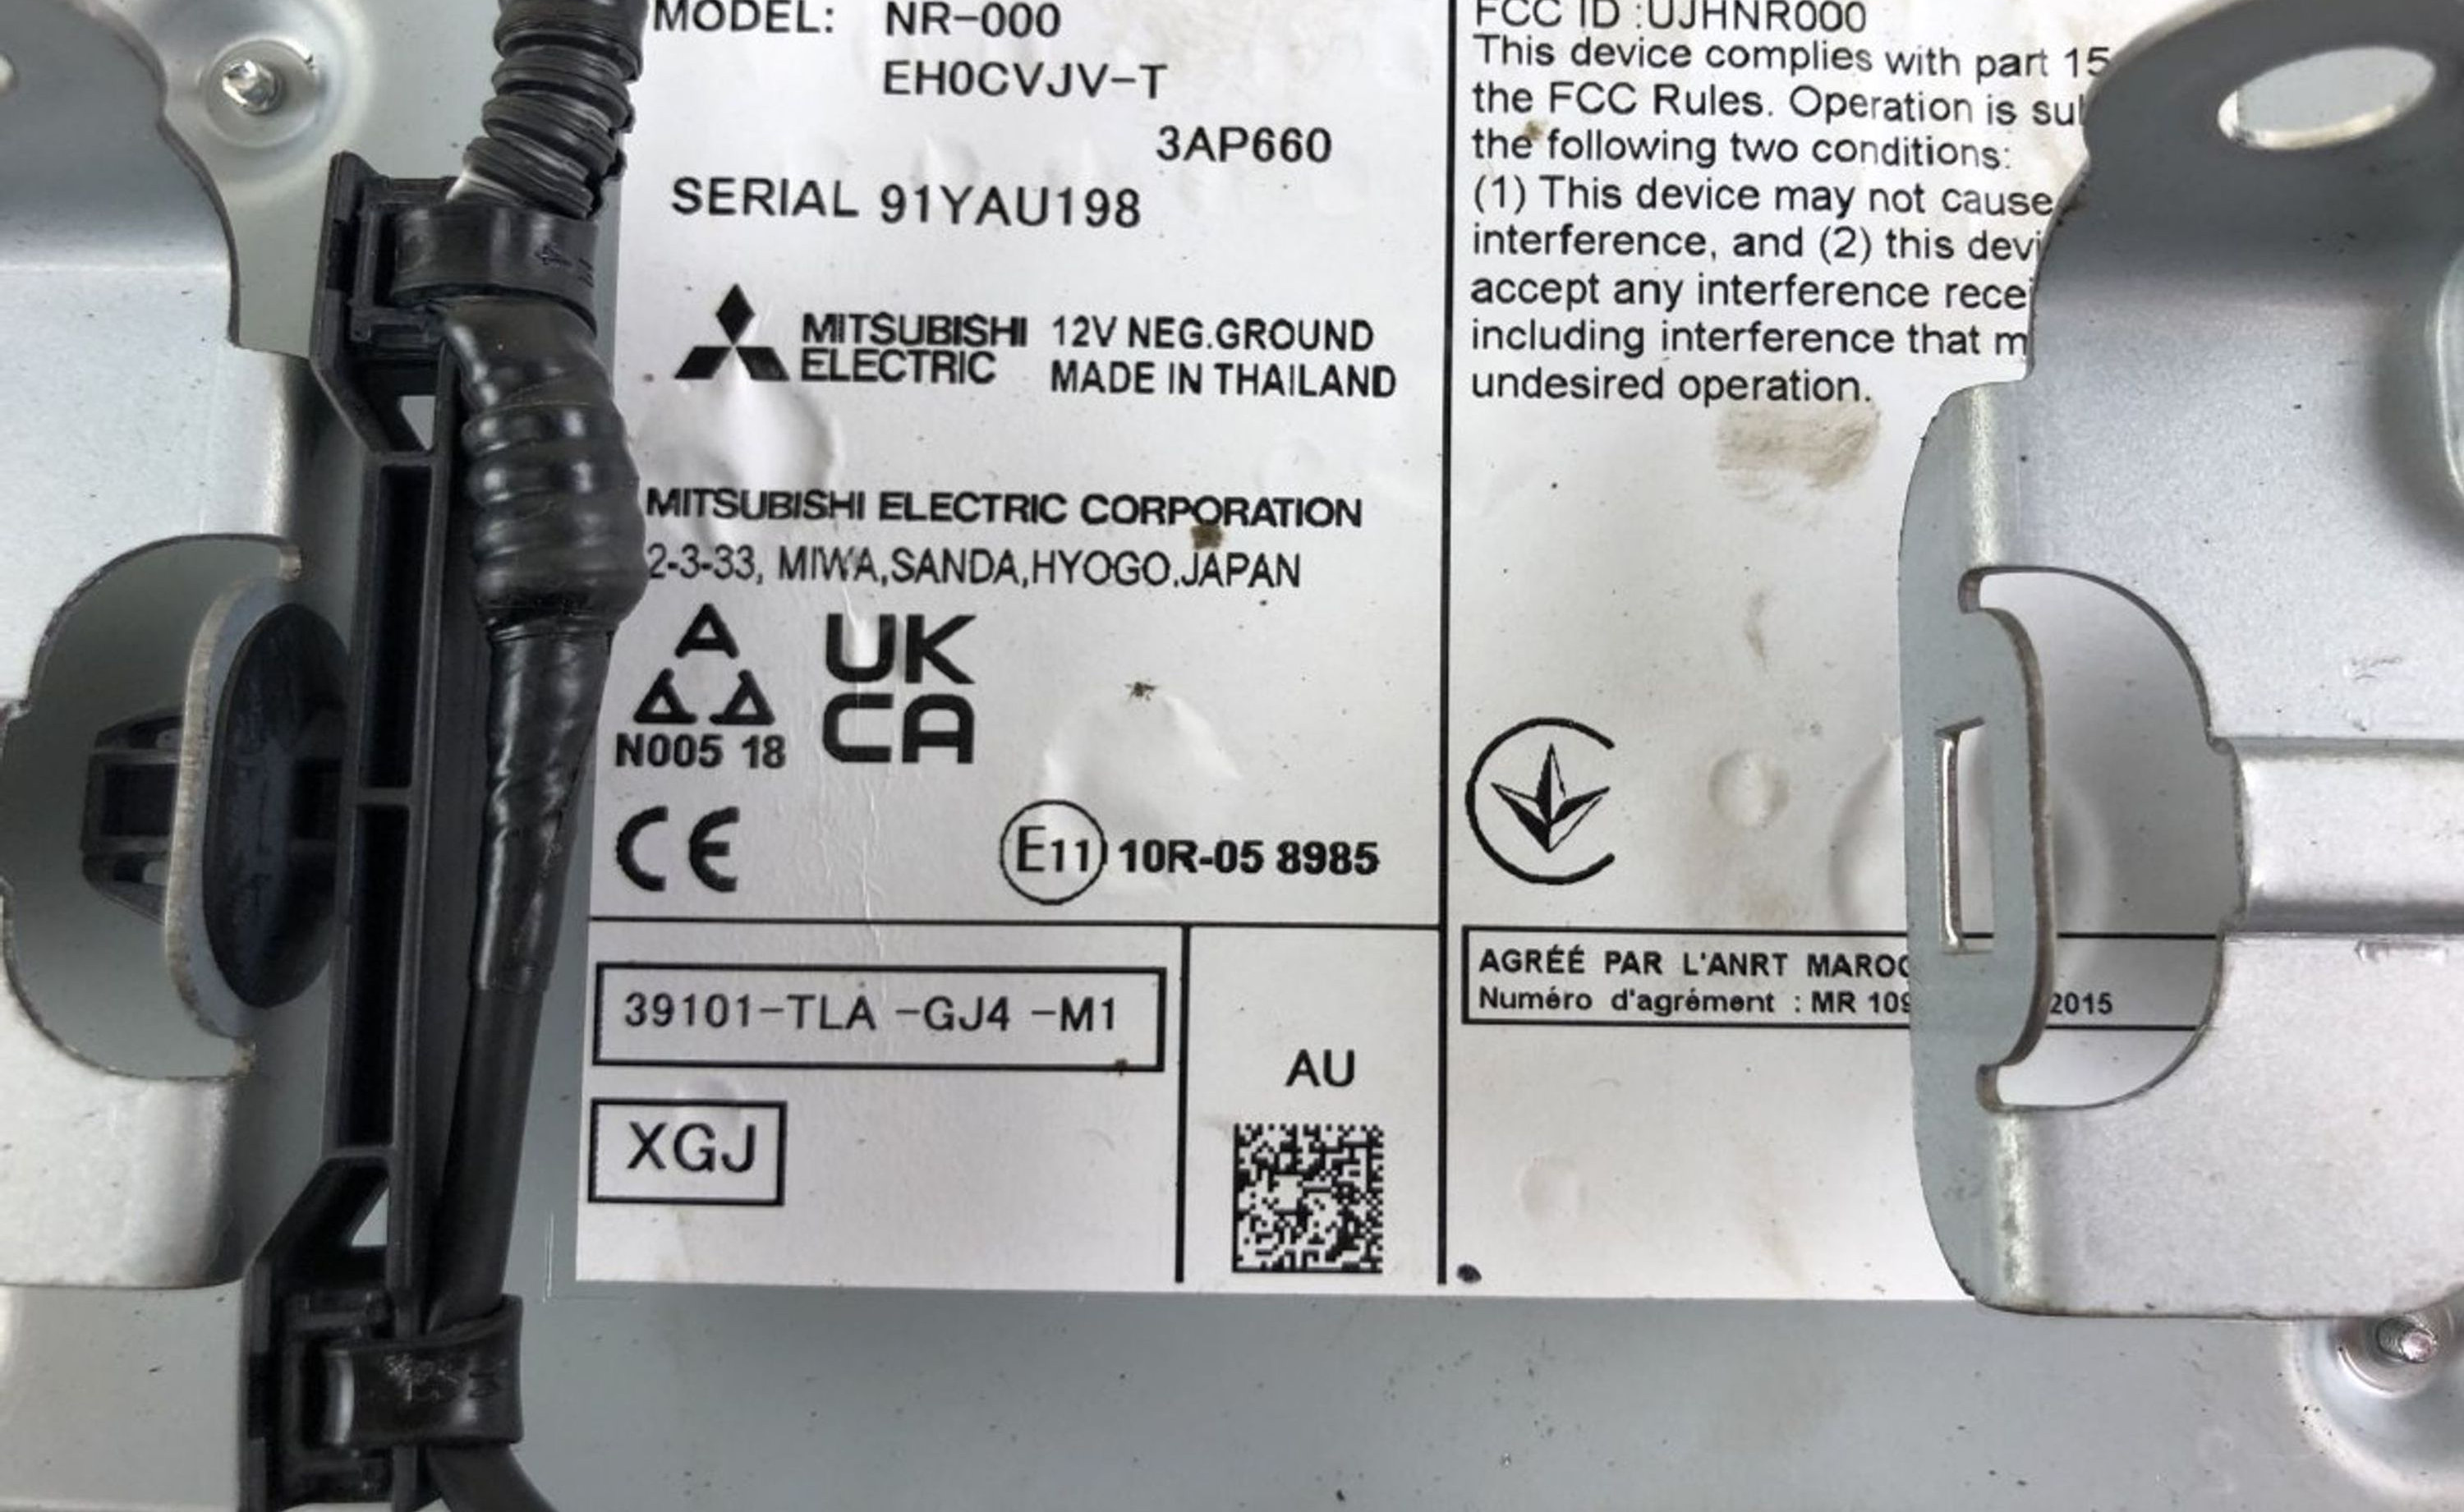 MODEL: NR-000
EH0CVJV-T
3AP660
SERIAL 91YAU198
MITSUBISHI ELECTRIC
12V NEG.GROUND
MADE IN THAILAND
MITSUBISHI ELECTRIC CORPORATION
2-3-33, MIWA,SANDA,HYOGO,JAPAN
N005 18
UK
CA
CE
E11 10R-05 8985
39101-TLA -GJ4 -M1
XGJ
AU
FCC ID :UJHNR000
This device complies with part 15
the FCC Rules. Operation is
the following two conditions:
(1) This device may not cause
interference, and (2) this
accept any interference
including interference that
undesired operation.
AGRÉÉ PAR L'ANRT
Numéro d'agrément : MR 2015